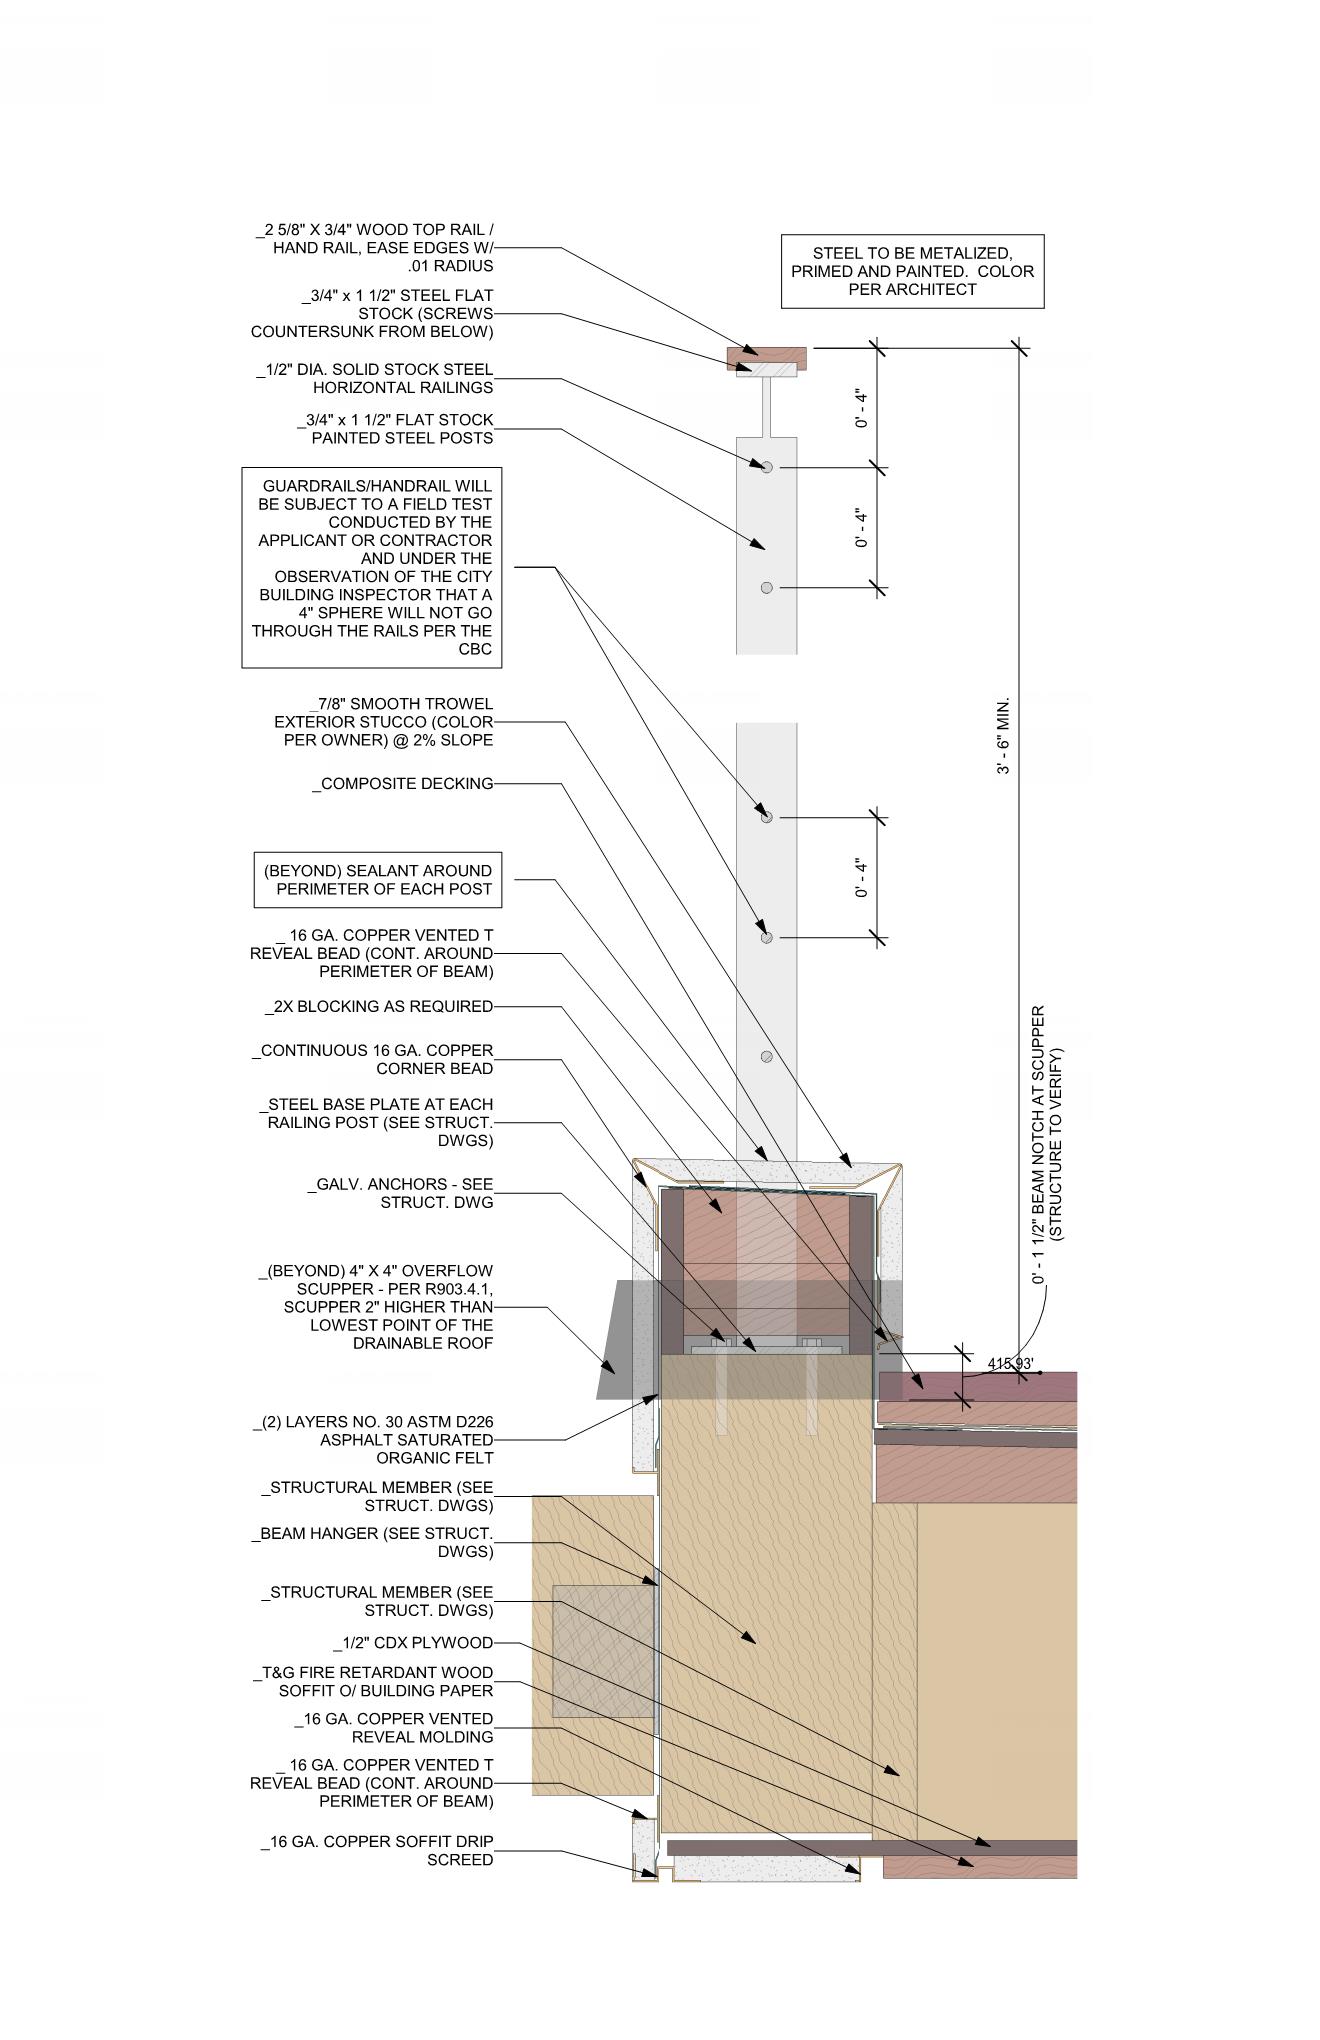 _2 5/8" X 3/4" WOOD TOP RAIL /
HAND RAIL, EASE EDGES W/
.01 RADIUS
_3/4" x 1 1/2" STEEL FLAT
STOCK (SCREWS
COUNTERSUNK FROM BELOW)
_1/2" DIA. SOLID STOCK STEEL
HORIZONTAL RAILINGS
_3/4" x 1 1/2" FLAT STOCK
PAINTED STEEL POSTS
GUARDRAILS/HANDRAIL WILL
BE SUBJECT TO A FIELD TEST
CONDUCTED BY THE
APPLICANT OR CONTRACTOR
AND UNDER THE
OBSERVATION OF THE CITY
BUILDING INSPECTOR THAT A
4" SPHERE WILL NOT GO
THROUGH THE RAILS PER THE
CBC
_7/8" SMOOTH TROWEL
EXTERIOR STUCCO (COLOR
PER OWNER) @ 2% SLOPE
_COMPOSITE DECKING
(BEYOND) SEALANT AROUND
PERIMETER OF EACH POST
_ 16 GA. COPPER VENTED T
REVEAL BEAD (CONT. AROUND
PERIMETER OF BEAM)
_2X BLOCKING AS REQUIRED
_CONTINUOUS 16 GA. COPPER
CORNER BEAD
_STEEL BASE PLATE AT EACH
RAILING POST (SEE STRUCT.
DWGS)
_GALV. ANCHORS - SEE
STRUCT. DWG
_(BEYOND) 4" X 4" OVERFLOW
SCUPPER - PER R903.4.1,
SCUPPER 2" HIGHER THAN
LOWEST POINT OF THE
DRAINABLE ROOF
_(2) LAYERS NO. 30 ASTM D226
ASPHALT SATURATED
ORGANIC FELT
_STRUCTURAL MEMBER (SEE
STRUCT. DWGS)
_BEAM HANGER (SEE STRUCT.
DWGS)
_STRUCTURAL MEMBER (SEE
STRUCT. DWGS)
_1/2" CDX PLYWOOD
_T&G FIRE RETARDANT WOOD
SOFFIT O/ BUILDING PAPER
_16 GA. COPPER VENTED
REVEAL MOLDING
_ 16 GA. COPPER VENTED T
REVEAL BEAD (CONT. AROUND
PERIMETER OF BEAM)
_16 GA. COPPER SOFFIT DRIP
SCREED
STEEL TO BE METALIZED,
PRIMED AND PAINTED.  COLOR
PER ARCHITECT
0' - 4"
0' - 4"
0' - 4"
3' - 6" MIN.
0' - 1 1/2" BEAM NOTCH AT SCUPPER
(STRUCTURE TO VERIFY)
415.93'